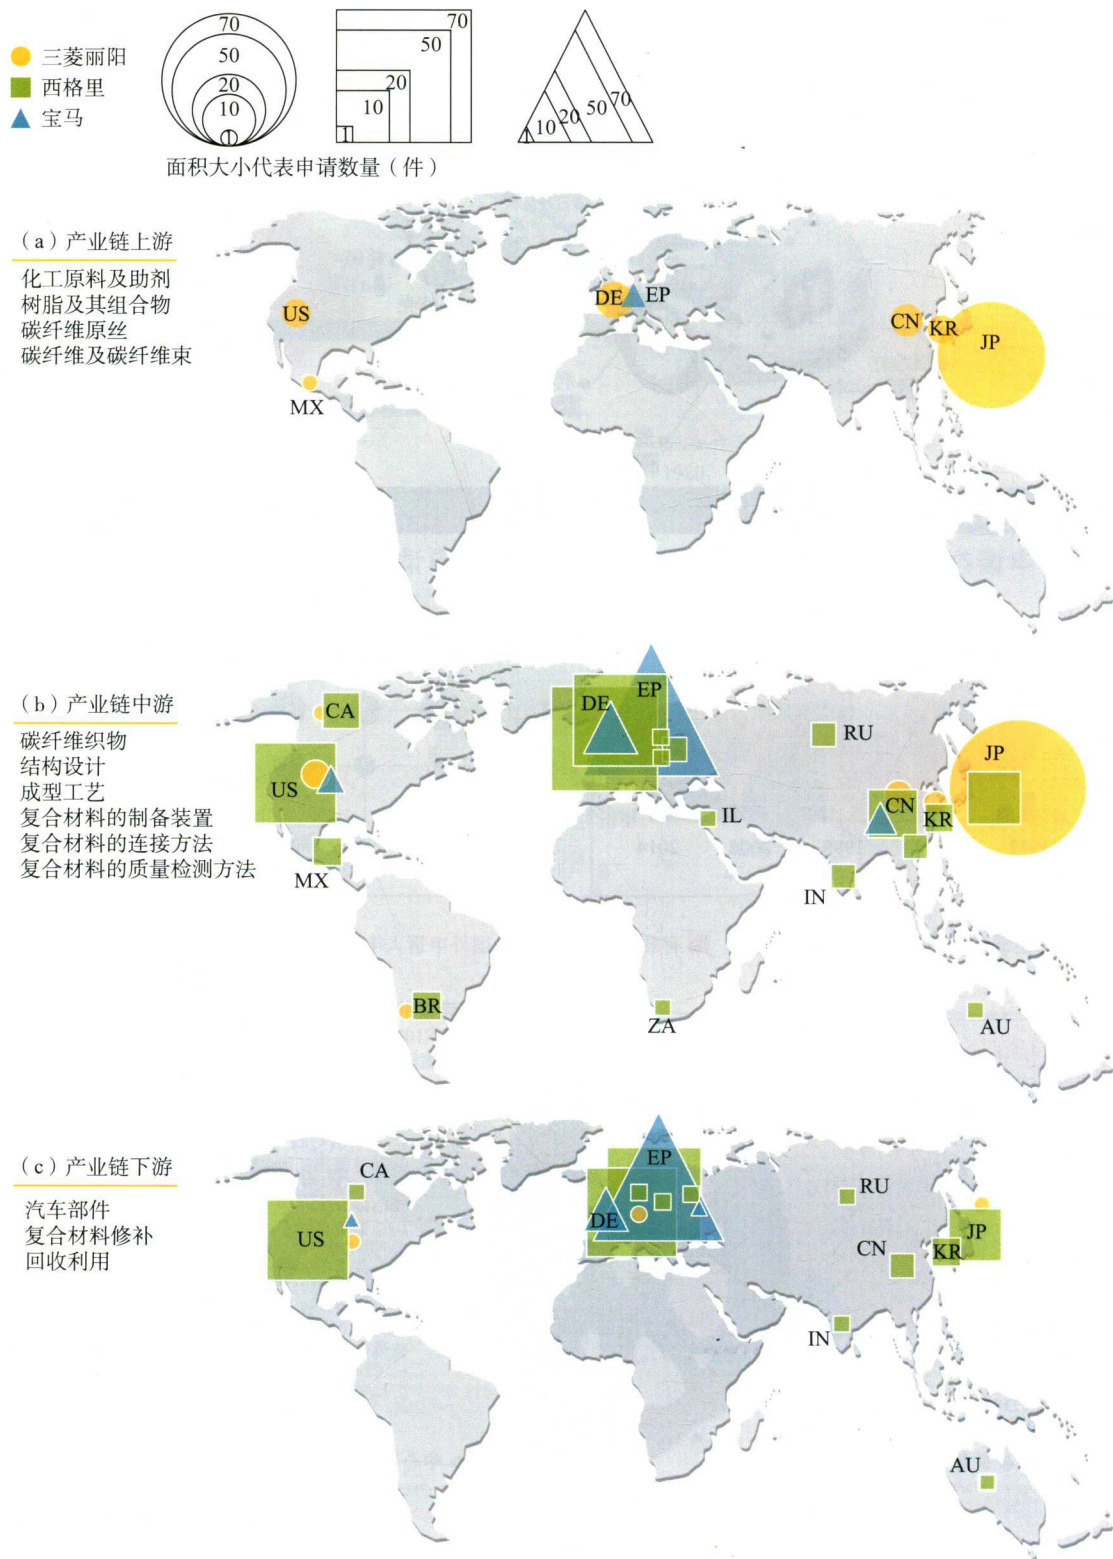 三菱丽阳
西格里
宝马
70
50
20
10
1
70
50
20
10
1
1
10
20
50
70
面积大小代表申请数量（件）
（a）产业链上游
化工原料及助剂
树脂及其组合物
碳纤维原丝
碳纤维及碳纤维束
US
MX
DE
EP
CN
KR
JP
（b）产业链中游
碳纤维织物
结构设计
成型工艺
复合材料的制备装置
复合材料的连接方法
复合材料的质量检测方法
CA
US
MX
BR
DE
EP
IL
ZA
RU
CN
KR
JP
IN
AU
（c）产业链下游
汽车部件
复合材料修补
回收利用
CA
US
EP
DE
RU
CN
KR
JP
IN
AU